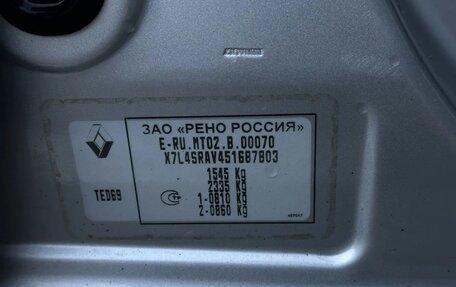 ЗАО «РЕНО РОССИЯ»
E-RU.MT02.B.00070
X7L4SRAV451687803
1545 Kg
2335 Kg
1-0810 Kg
2-0860 Kg
TED69